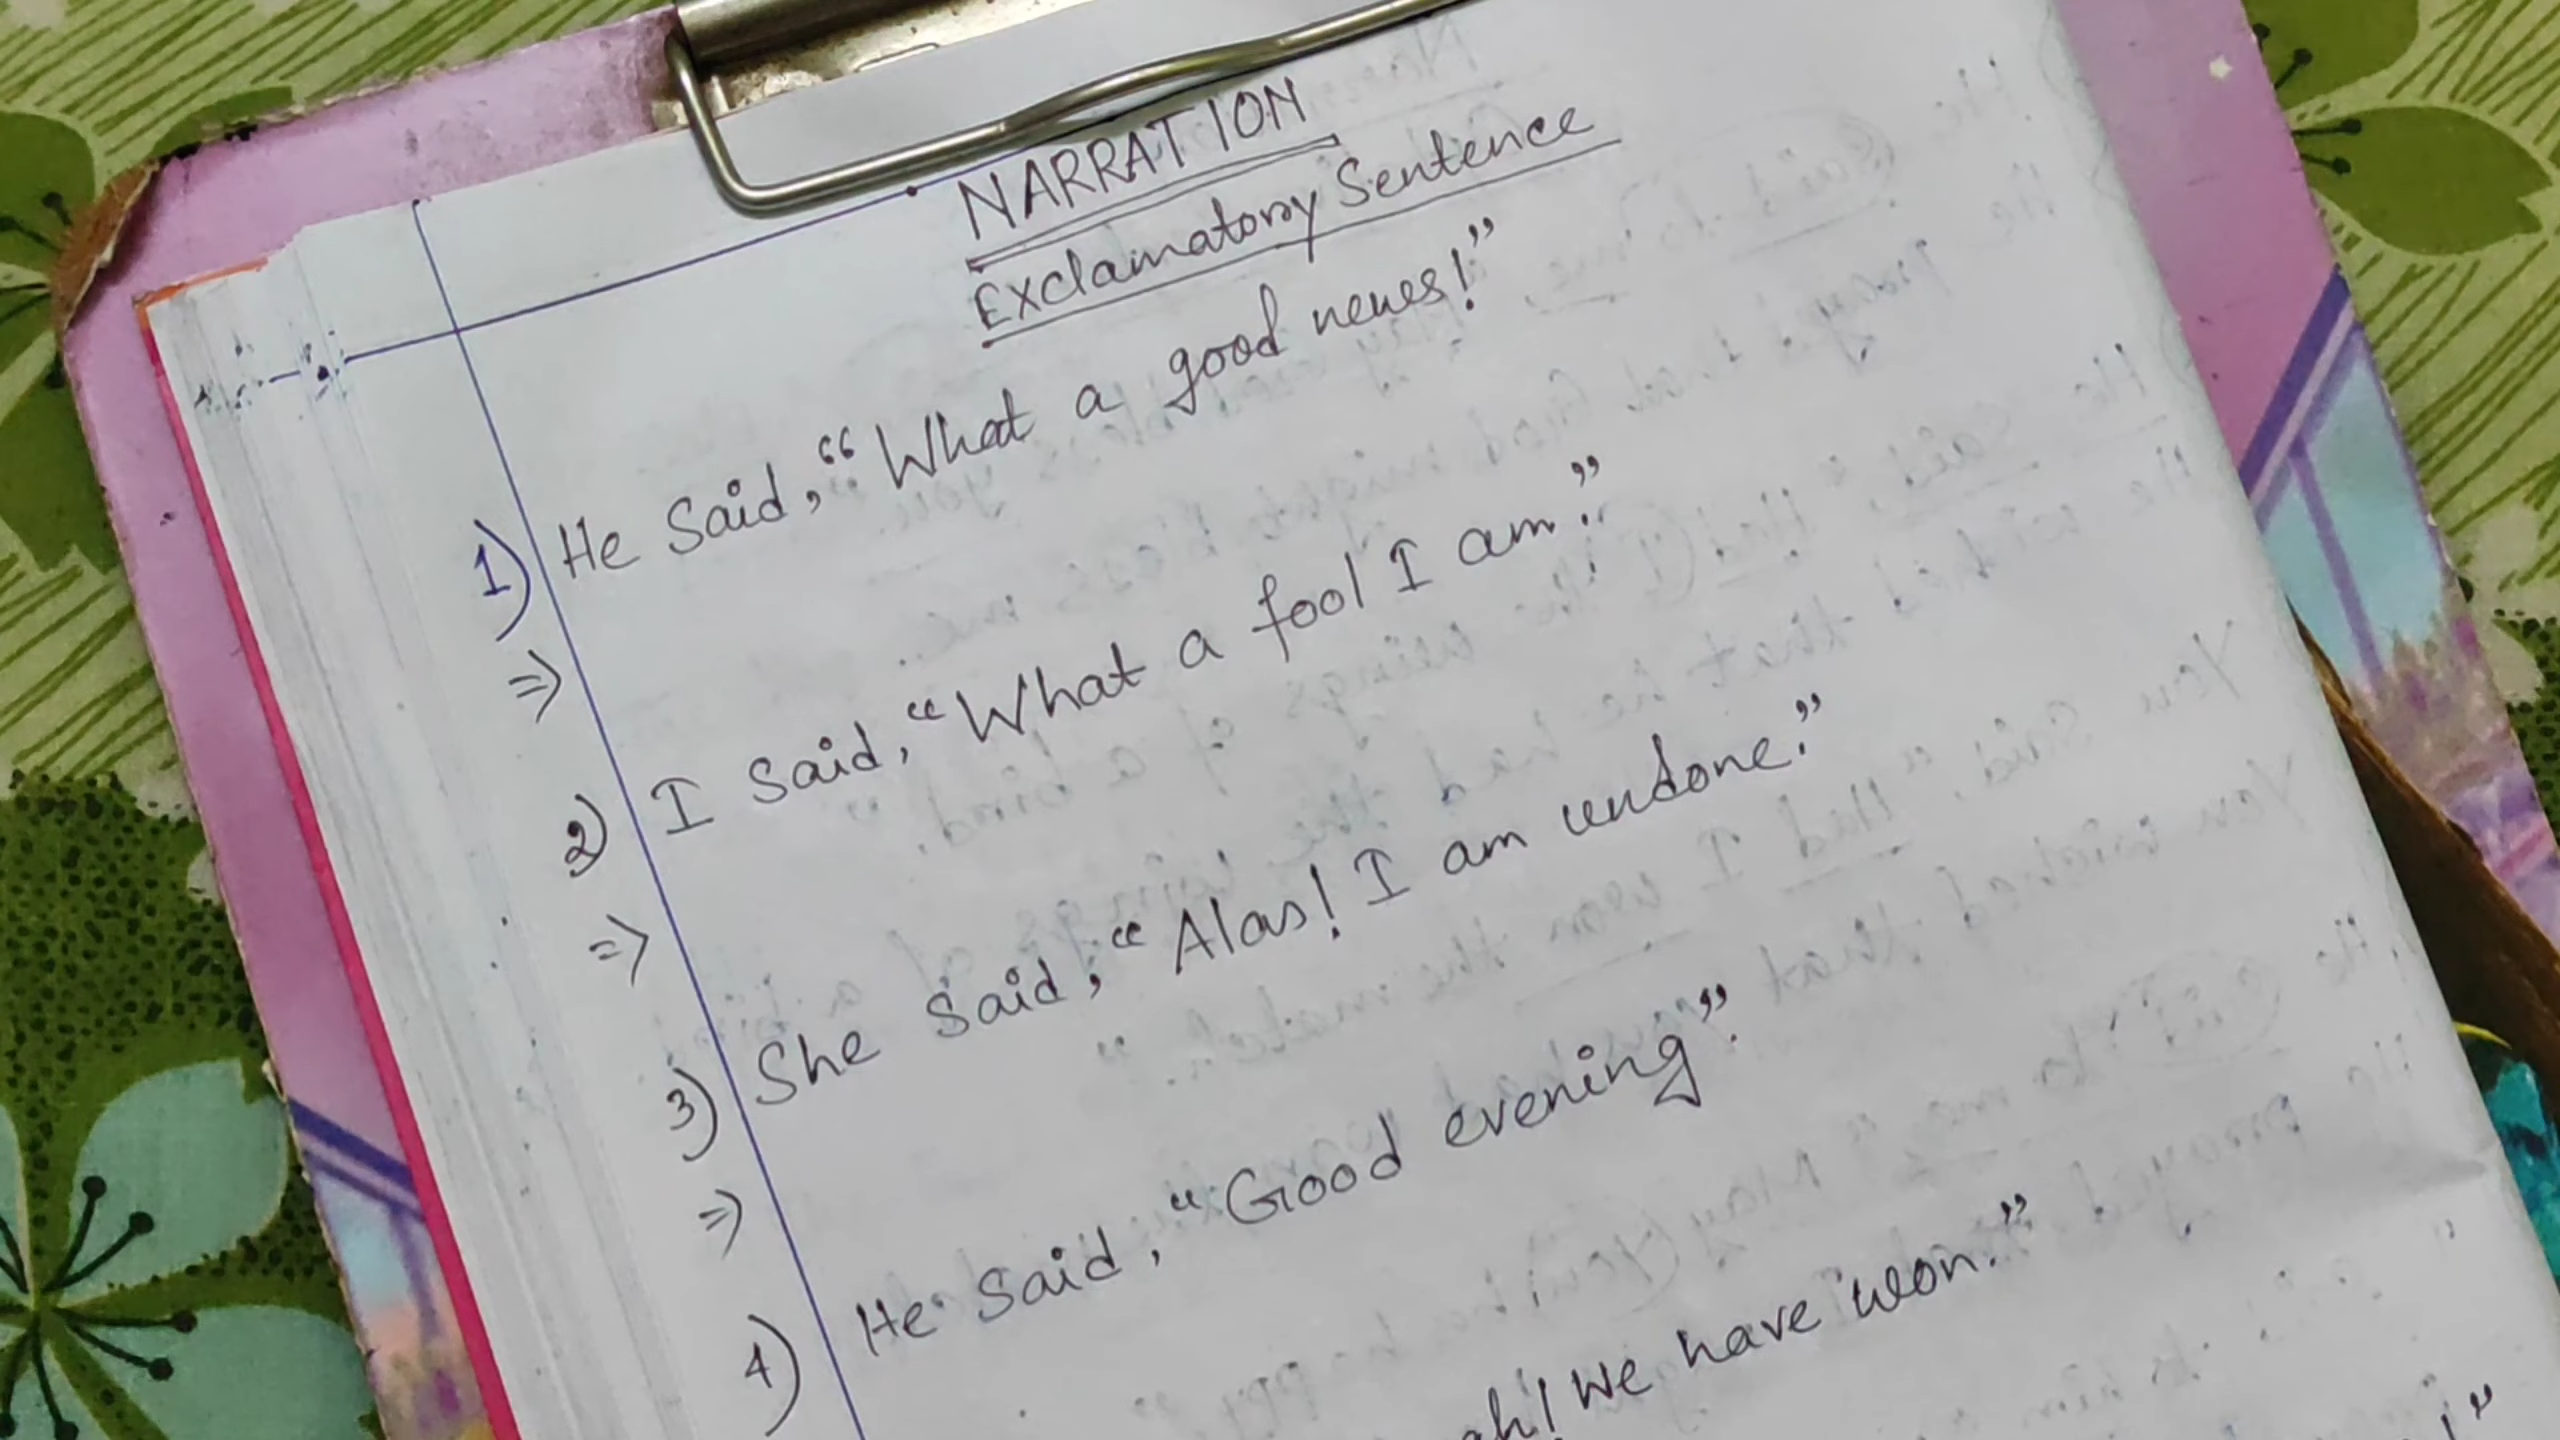 NARRATION
Exclamatory Sentence
1) He Said, "What a good news!"
=>
2) I Said, "What a fool I am."
=>
3) She Said, "Alas! I am undone."
=>
4) He Said, "Good evening".
We have won."